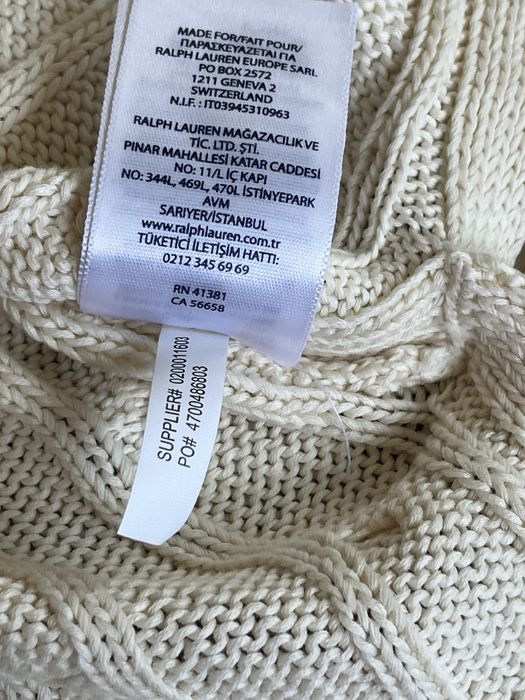 MADE FOR/FAIT POUR/
ΠΑΡΑΣΚΕΥΑΖΕΤΑΙ ΓΙΑ
RALPH LAUREN EUROPE SARL
PO BOX 2572
1211 GENEVA 2
SWITZERLAND
N.I.F. : IT03945310963
RALPH LAUREN MAĞAZACILIK VE
TİC. LTD. ŞTİ.
PINAR MAHALLESİ KATAR CADDESİ
NO: 11/L İÇ KAPI
NO: 344L, 469L, 470L İSTİNYEPARK
AVM
SARIYER/İSTANBUL
www.ralphlauren.com.tr
TÜKETİCİ İLETİŞİM HATTI:
0212 345 69 69
RN 41381
CA 56658
SUPPLIER# 0200011603
PO# 4700486803